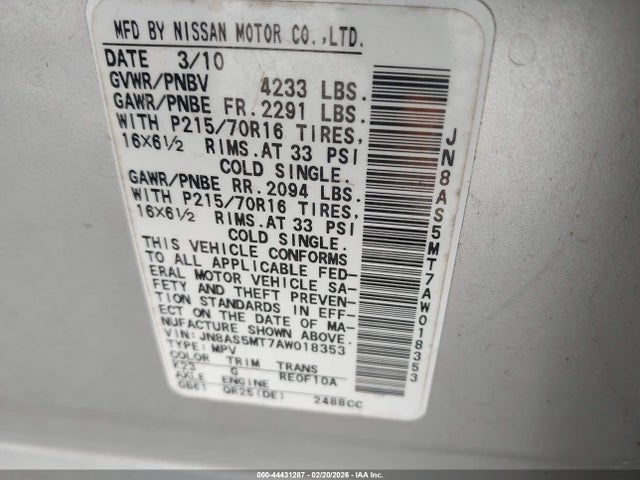 MFD BY NISSAN MOTOR CO.,LTD.
DATE 3/10
GVWR/PNBV 4233 LBS.
GAWR/PNBE FR.2291 LBS.
WITH P215/70R16 TIRES,
16X6½ RIMS.AT 33 PSI
COLD SINGLE.
GAWR/PNBE RR.2094 LBS.
WITH P215/70R16 TIRES,
16X6½ RIMS.AT 33 PSI
COLD SINGLE.
THIS VEHICLE CONFORMS
TO ALL APPLICABLE FED-
ERAL MOTOR VEHICLE SA-
FETY AND THEFT PREVEN-
TION STANDARDS IN EFF-
ECT ON THE DATE OF MA-
NUFACTURE SHOWN ABOVE.
VIN:JN8AS5MT7AW018353
TYPE:MPV
COLOR TRIM TRANS
K23 G RE0F10A
AXLE ENGINE
GB61 QR25(DE) 2488CC
JN8AS5MT7AW018353
000-44431287 - 02/20/2026 - IAAI, Inc.